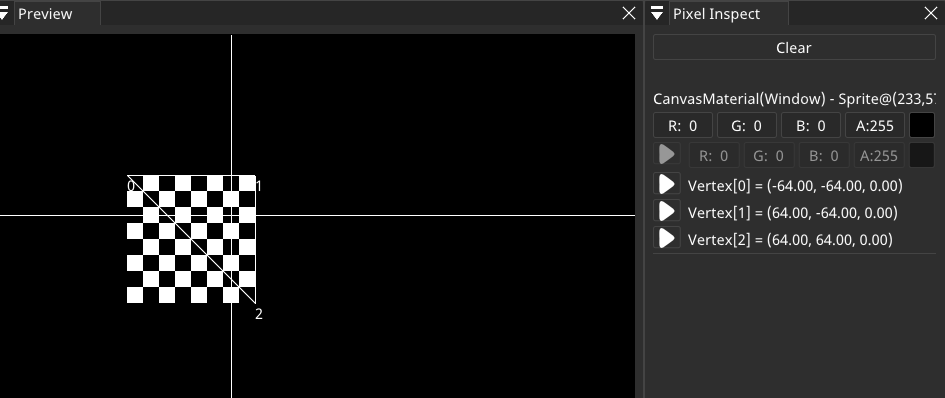 Preview
0
1
2
Pixel Inspect
Clear
CanvasMaterial(Window) - Sprite@(233,57
R: 0 G: 0 B: 0 A:255
R: 0 G: 0 B: 0 A:255
Vertex[0] = (-64.00, -64.00, 0.00)
Vertex[1] = (64.00, -64.00, 0.00)
Vertex[2] = (64.00, 64.00, 0.00)